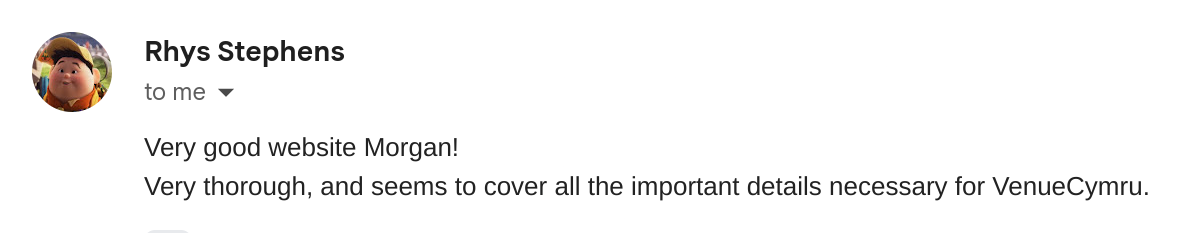 Rhys Stephens
to me
Very good website Morgan!
Very thorough, and seems to cover all the important details necessary for VenueCymru.